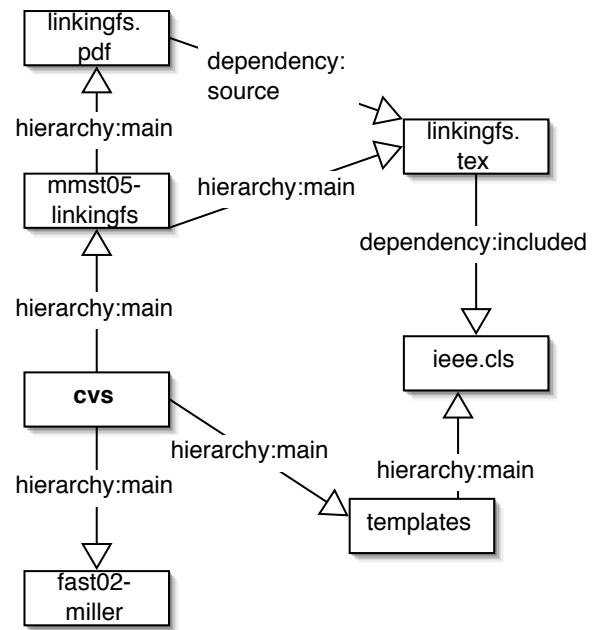 linkingfs.
pdf
dependency:
source
hierarchy:main
linkingfs.
tex
mmst05-
linkingfs
hierarchy:main
dependency:included
hierarchy:main
ieee.cls
cvs
hierarchy:main
hierarchy:main
hierarchy:main
templates
fast02-
miller